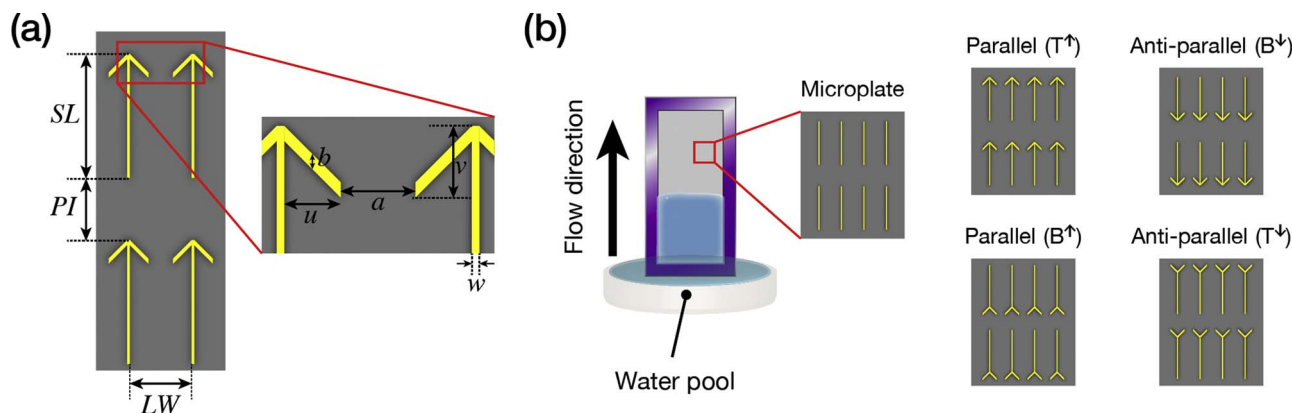 (a)
SL
PI
LW
b
v
u
a
w
(b)
Flow direction
Microplate
Water pool
Parallel (T↑)
Anti-parallel (B↓)
Parallel (B↑)
Anti-parallel (T↓)